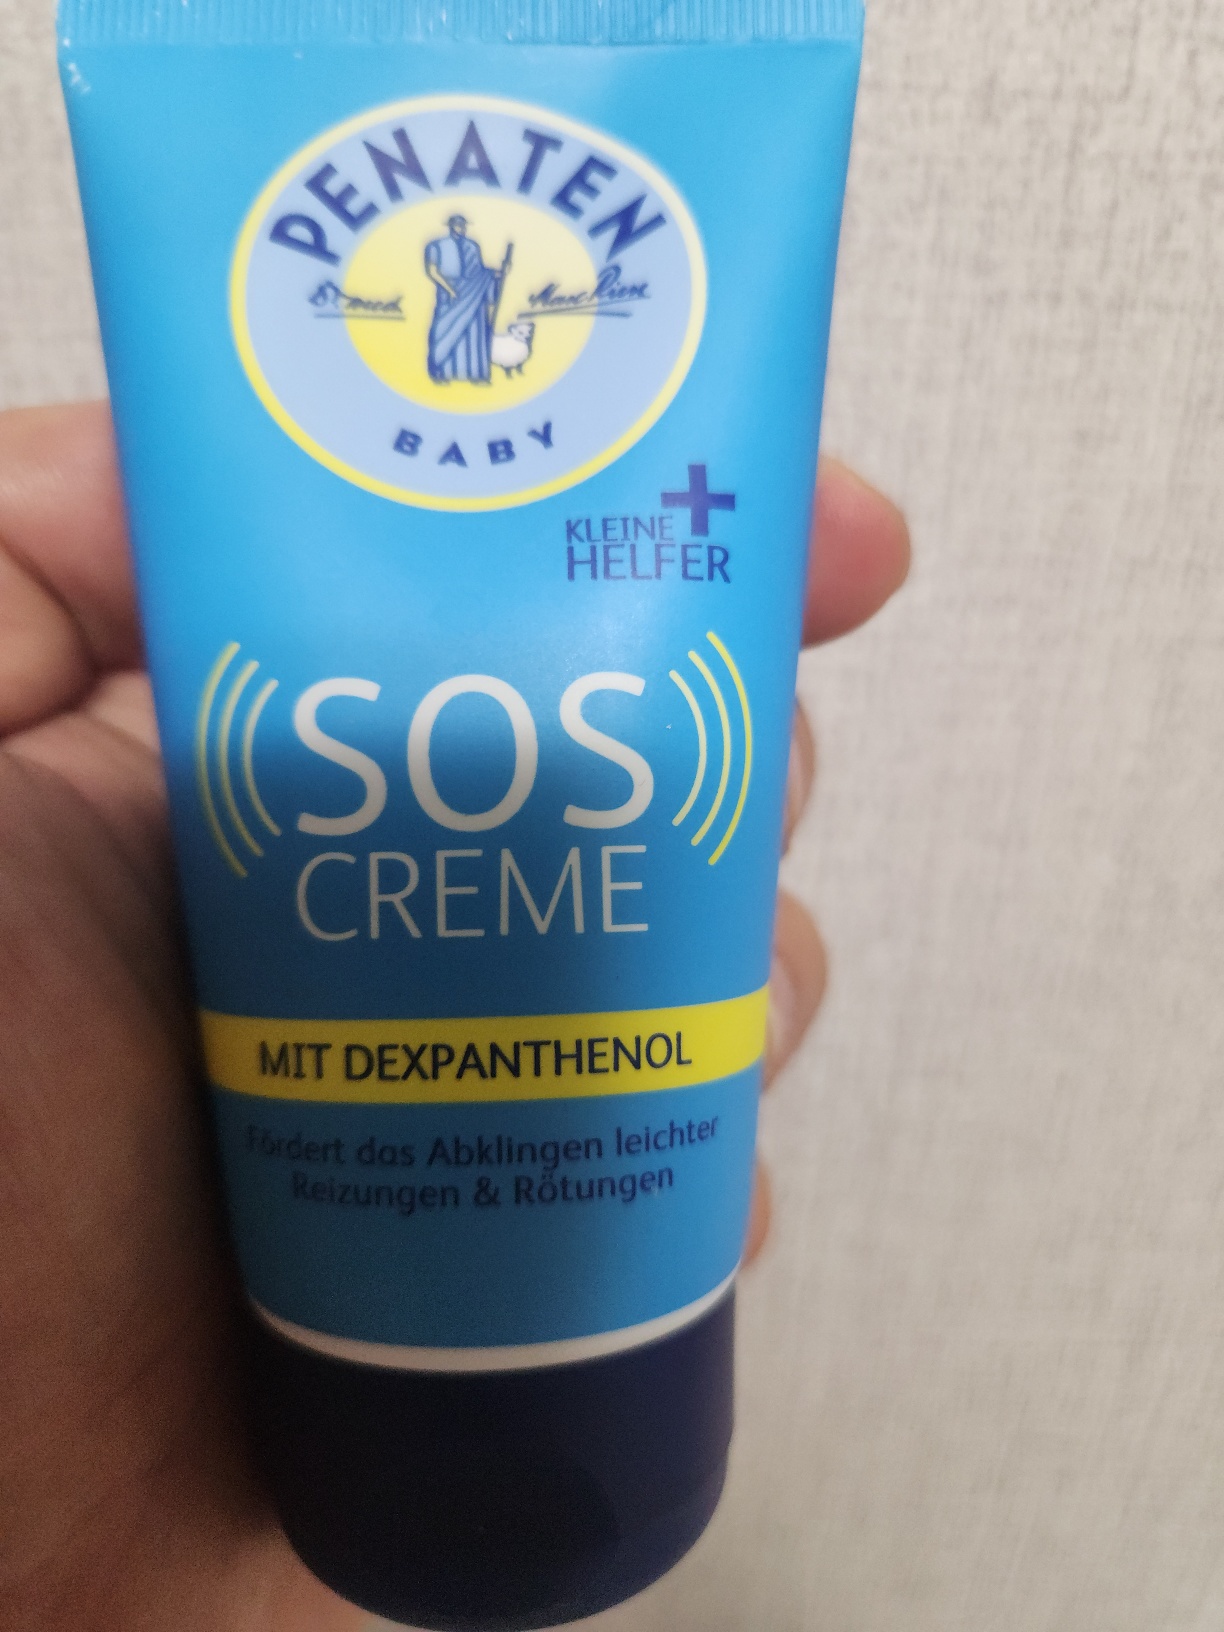 PENATEN
BABY
KLEINE
HELFER
SOS
CREME
MIT DEXPANTHENOL
Fördert das Abklingen leichter
Reizungen & Rötungen